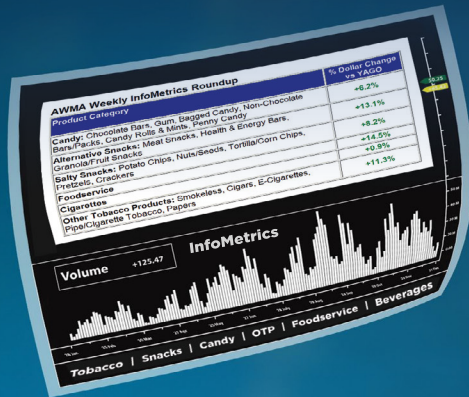 AWMA Weekly InfoMetrics Roundup
Product Category
% Dollar Change
vs YAGO
Candy: Chocolate Bars, Gum, Bagged Candy, Non-Chocolate
Bars/Packs, Candy Rolls & Mints, Penny Candy
+6.2%
Alternative Snacks: Meat Snacks, Health & Energy Bars,
Granola/Fruit Snacks
+13.1%
Salty Snacks: Potato Chips, Nuts/Seeds, Tortilla/Corn Chips,
Pretzels, Crackers
+8.2%
Foodservice
+14.5%
Cigarettes
+0.9%
Other Tobacco Products: Smokeless, Cigars, E-Cigarettes,
Pipe/Cigarette Tobacco, Papers
+11.3%
InfoMetrics
Volume +125.47
Tobacco | Snacks | Candy | OTP | Foodservice | Beverages